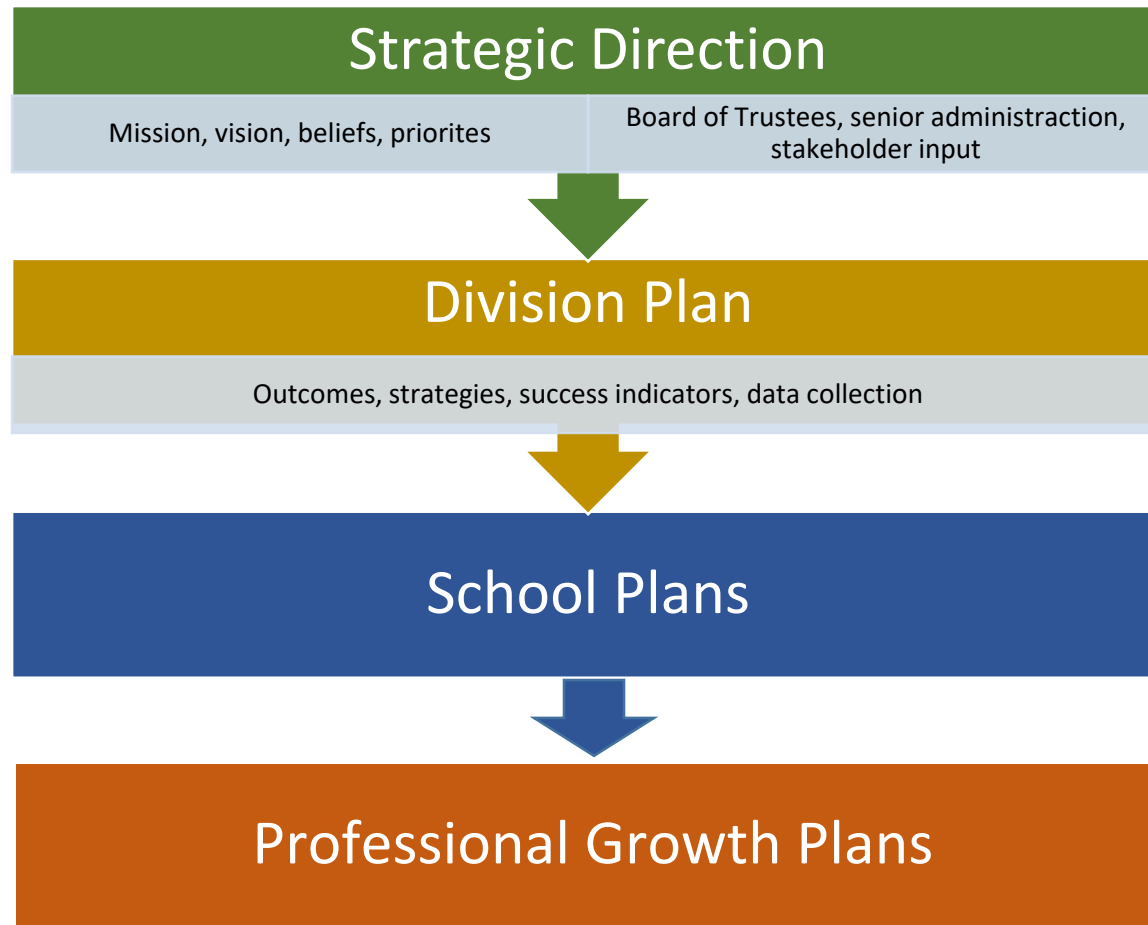 Strategic Direction
Mission, vision, beliefs, priorites
Board of Trustees, senior administraction,
stakeholder input
Division Plan
Outcomes, strategies, success indicators, data collection
School Plans
Professional Growth Plans